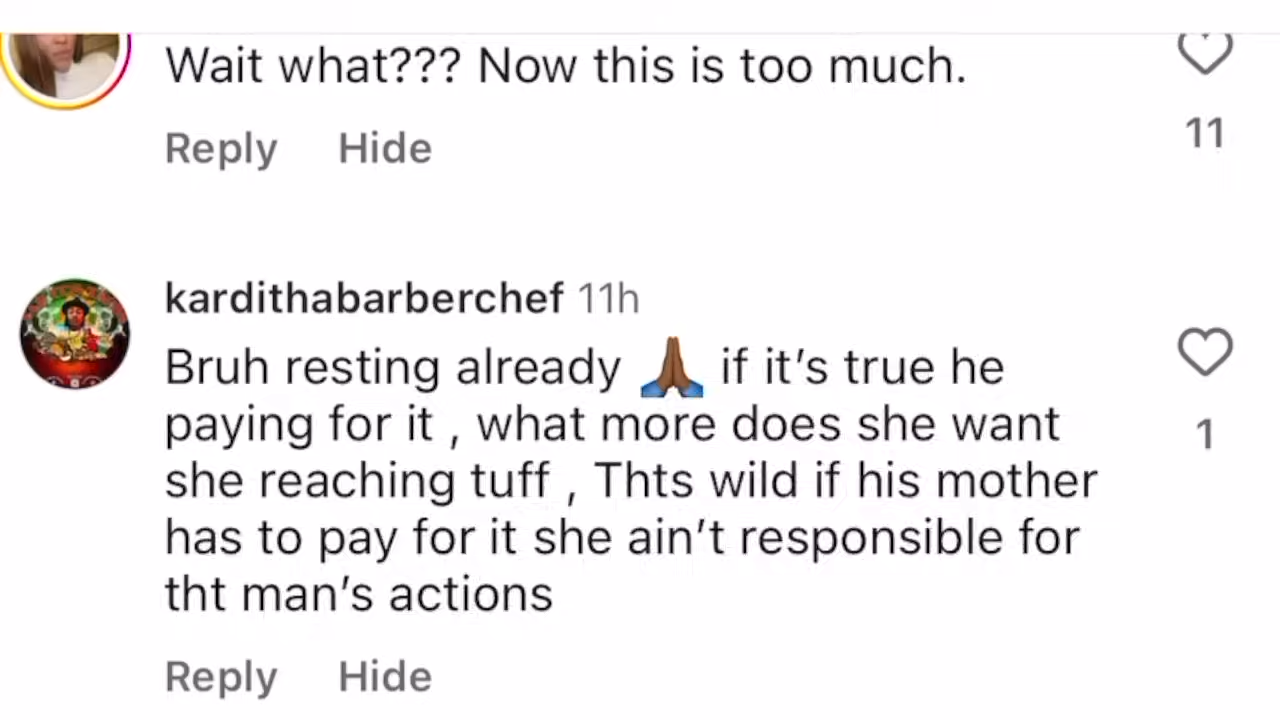 Wait what??? Now this is too much.
Reply Hide
11
kardithabarberchef 11h
Bruh resting already 🙏🏾 if it’s true he
paying for it , what more does she want
she reaching tuff , Thts wild if his mother
has to pay for it she ain’t responsible for
tht man’s actions
1
Reply Hide